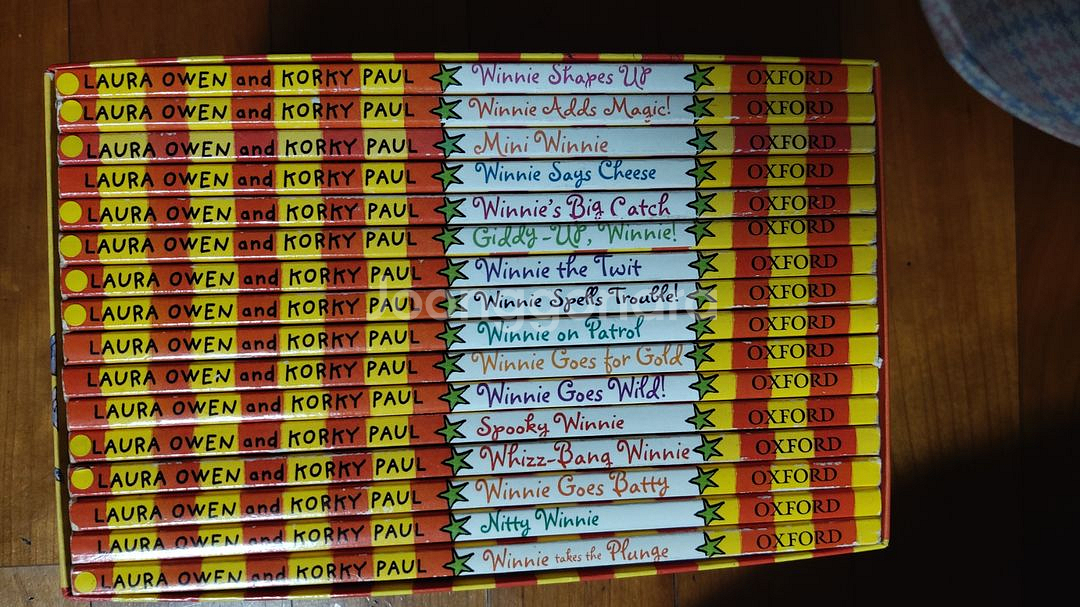 LAURA OWEN and KORKY PAUL Winnie Shapes Up OXFORD
LAURA OWEN and KORKY PAUL Winnie Adds Magic! OXFORD
LAURA OWEN and KORKY PAUL Mini Winnie OXFORD
LAURA OWEN and KORKY PAUL Winnie Says Cheese OXFORD
LAURA OWEN and KORKY PAUL Winnie's Big Catch OXFORD
LAURA OWEN and KORKY PAUL Giddy-Up, Winnie! OXFORD
LAURA OWEN and KORKY PAUL Winnie the Twit OXFORD
LAURA OWEN and KORKY PAUL Winnie Spells Trouble! OXFORD
LAURA OWEN and KORKY PAUL Winnie on Patrol OXFORD
LAURA OWEN and KORKY PAUL Winnie Goes for Gold OXFORD
LAURA OWEN and KORKY PAUL Winnie Goes Wild! OXFORD
LAURA OWEN and KORKY PAUL Spooky Winnie OXFORD
LAURA OWEN and KORKY PAUL Whizz-Bang Winnie OXFORD
LAURA OWEN and KORKY PAUL Winnie Goes Batty OXFORD
LAURA OWEN and KORKY PAUL Nitty Winnie OXFORD
LAURA OWEN and KORKY PAUL Winnie takes the Plunge OXFORD